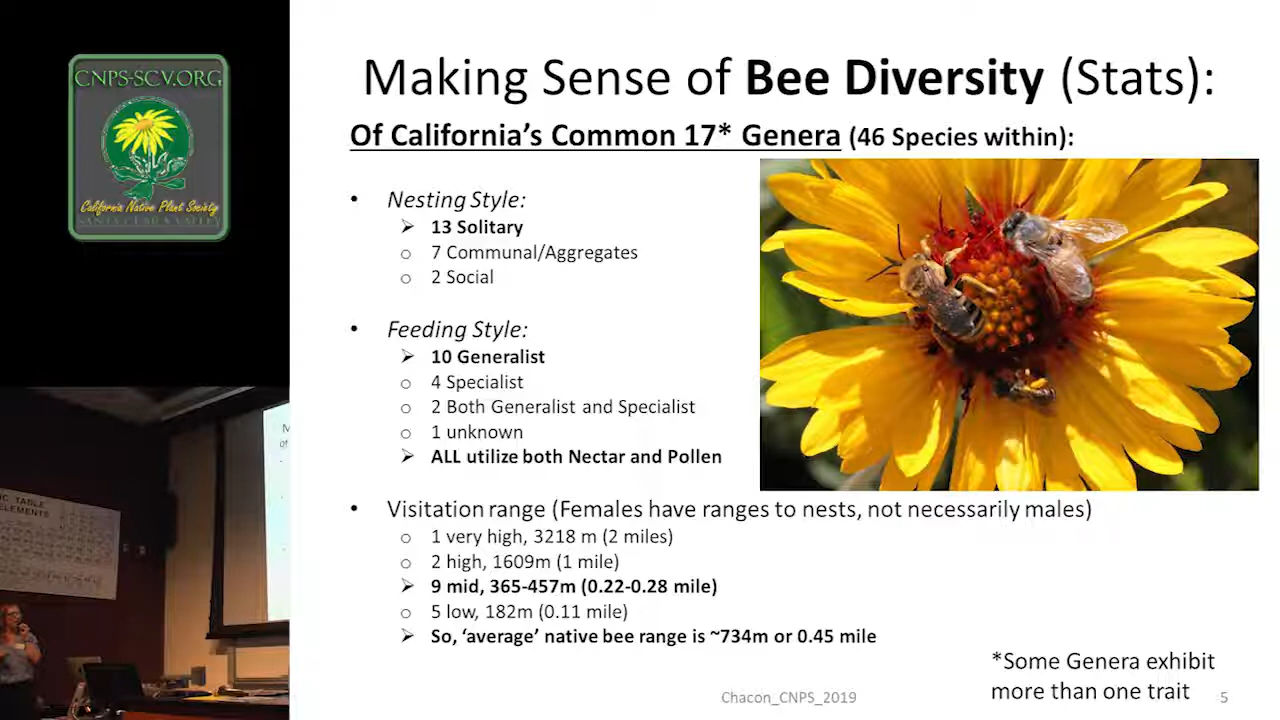 CNPS-SCV.ORG
California Native Plant Society
SANTA CLARA VALLEY
Making Sense of Bee Diversity (Stats):
Of California's Common 17* Genera (46 Species within):
• Nesting Style:
➢ 13 Solitary
o 7 Communal/Aggregates
o 2 Social
• Feeding Style:
➢ 10 Generalist
o 4 Specialist
o 2 Both Generalist and Specialist
o 1 unknown
➢ ALL utilize both Nectar and Pollen
• Visitation range (Females have ranges to nests, not necessarily males)
o 1 very high, 3218 m (2 miles)
o 2 high, 1609m (1 mile)
➢ 9 mid, 365-457m (0.22-0.28 mile)
o 5 low, 182m (0.11 mile)
➢ So, 'average' native bee range is ~734m or 0.45 mile
*Some Genera exhibit
more than one trait
Chacon_CNPS_2019
5
TABLE
ELEMENTS